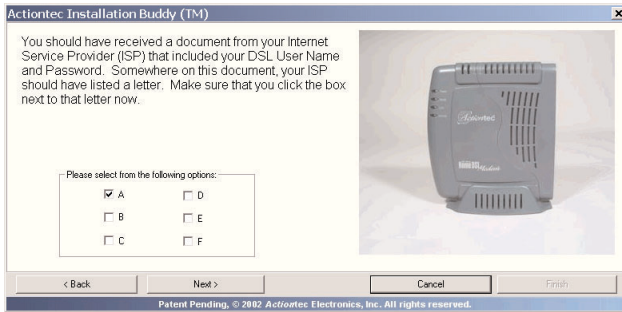 Actiontec Installation Buddy (TM)
You should have received a document from your Internet
Service Provider (ISP) that included your DSL User Name
and Password. Somewhere on this document, your ISP
should have listed a letter. Make sure that you click the box
next to that letter now.
Actiontec
Please select from the following options:
A D
B E
C F
< Back Next > Cancel Finish
Patent Pending, © 2002 Actiontec Electronics, Inc. All rights reserved.